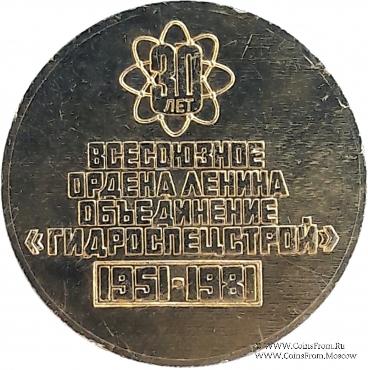 30
ЛЕТ
ВСЕСОЮЗНОЕ
ОРДЕНА ЛЕНИНА
ОБЪЕДИНЕНИЕ
«ГИДРОСПЕЦСТРОЙ»
1951-1981
www.CoinsFrom.Ru
www.CoinsFrom.Moscow